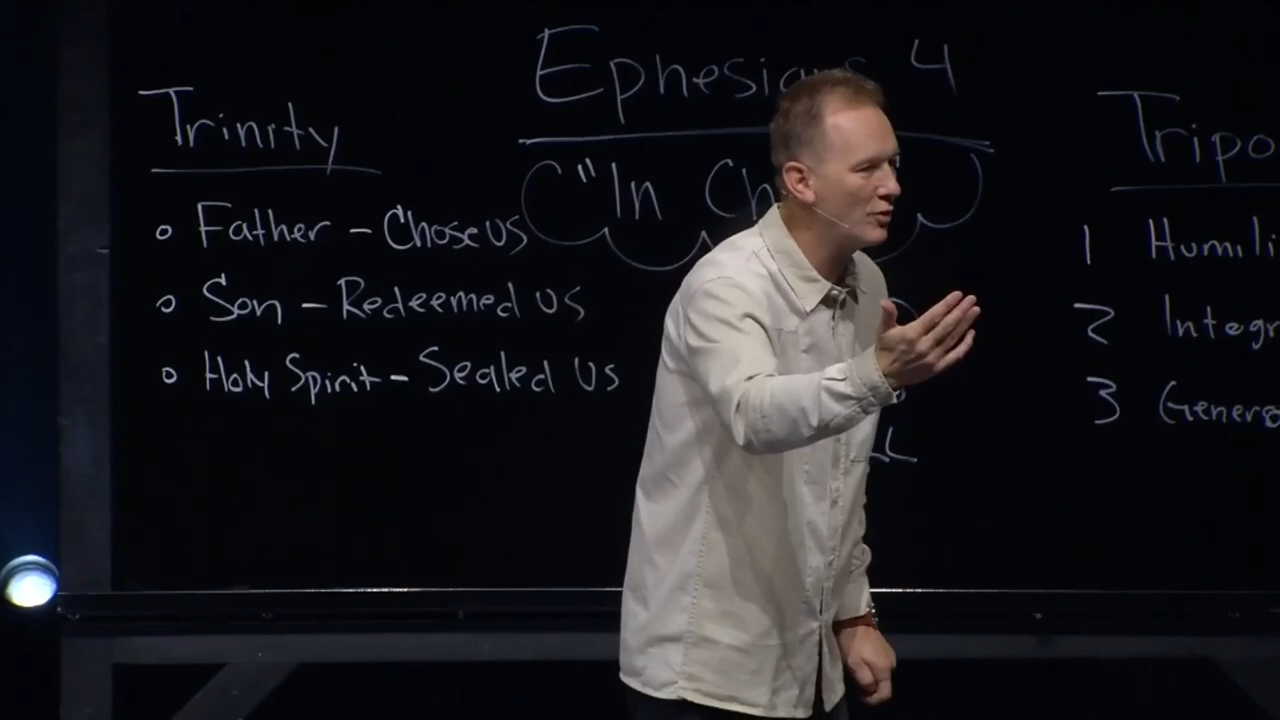 Ephesians 4
"In Ch
Trinity
Father - Chose us
Son - Redeemed us
Holy Spirit - Sealed Us
Tripo
1 Humili
2 Integr
3 Genero